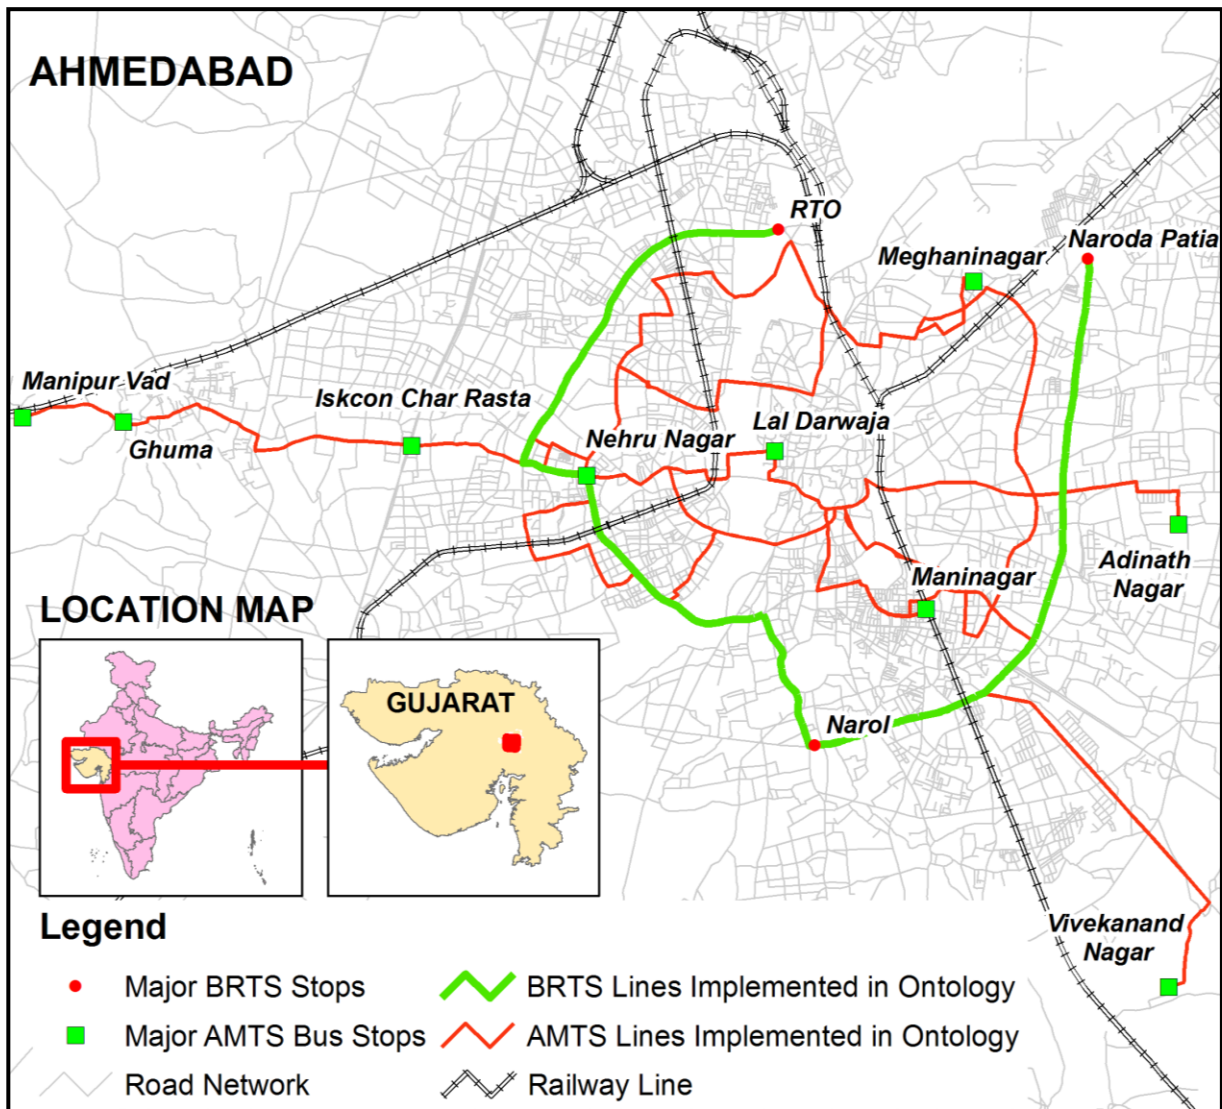 AHMEDABAD
RTO
Naroda Patia
Meghaninagar
Manipur Vad
Iskcon Char Rasta
Ghuma
Nehru Nagar
Lal Darwaja
Adinath
Nagar
Maninagar
Narol
Vivekanand
Nagar
LOCATION MAP
GUJARAT
Legend
Major BRTS Stops
BRTS Lines Implemented in Ontology
Major AMTS Bus Stops
AMTS Lines Implemented in Ontology
Road Network
Railway Line